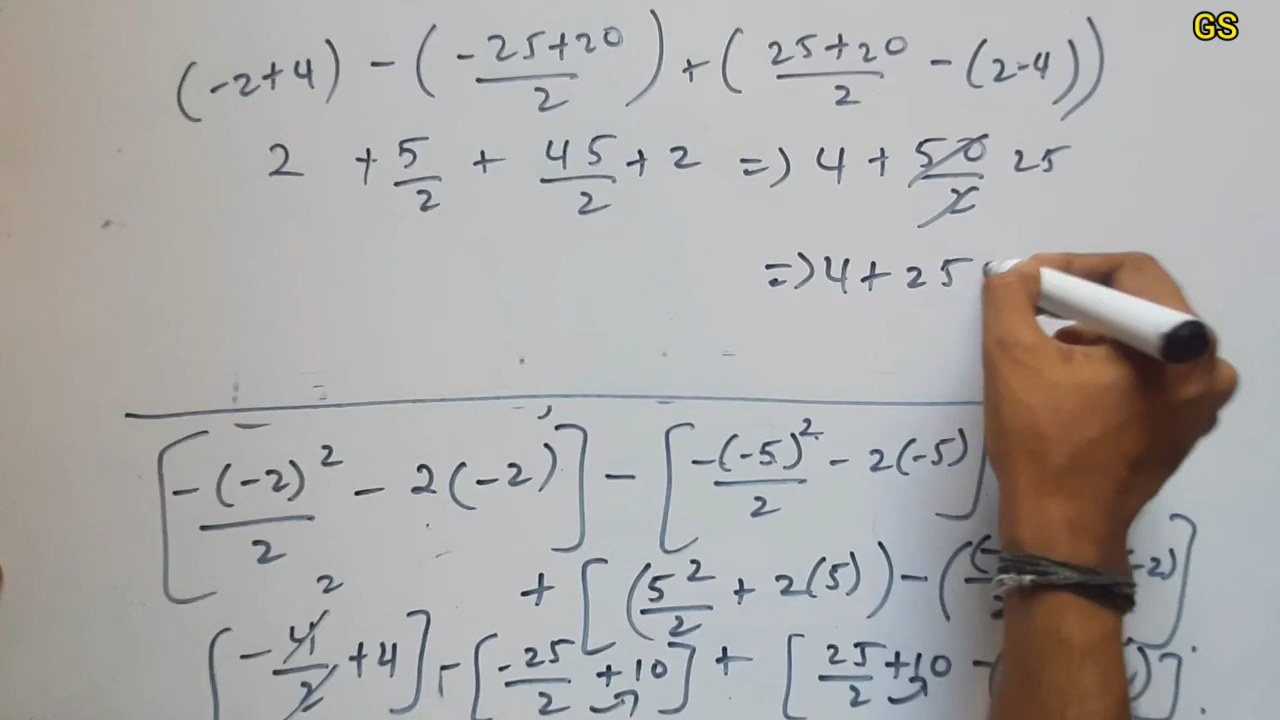 GS
(-2+4) - (-25+20/2) + (25+20/2 - (2-4))
2 + 5/2 + 45/2 + 2 => 4 + 50/2 25
=> 4 + 25
[-(-2)²/2 - 2(-2)] - [-(-5)²/2 - 2(-5)]
+ [(5²/2 + 2(5)) - ((- -2)]
2
[-4/2 + 4] - [-25/2 + 10] + [25/2 + 10 - ( )]